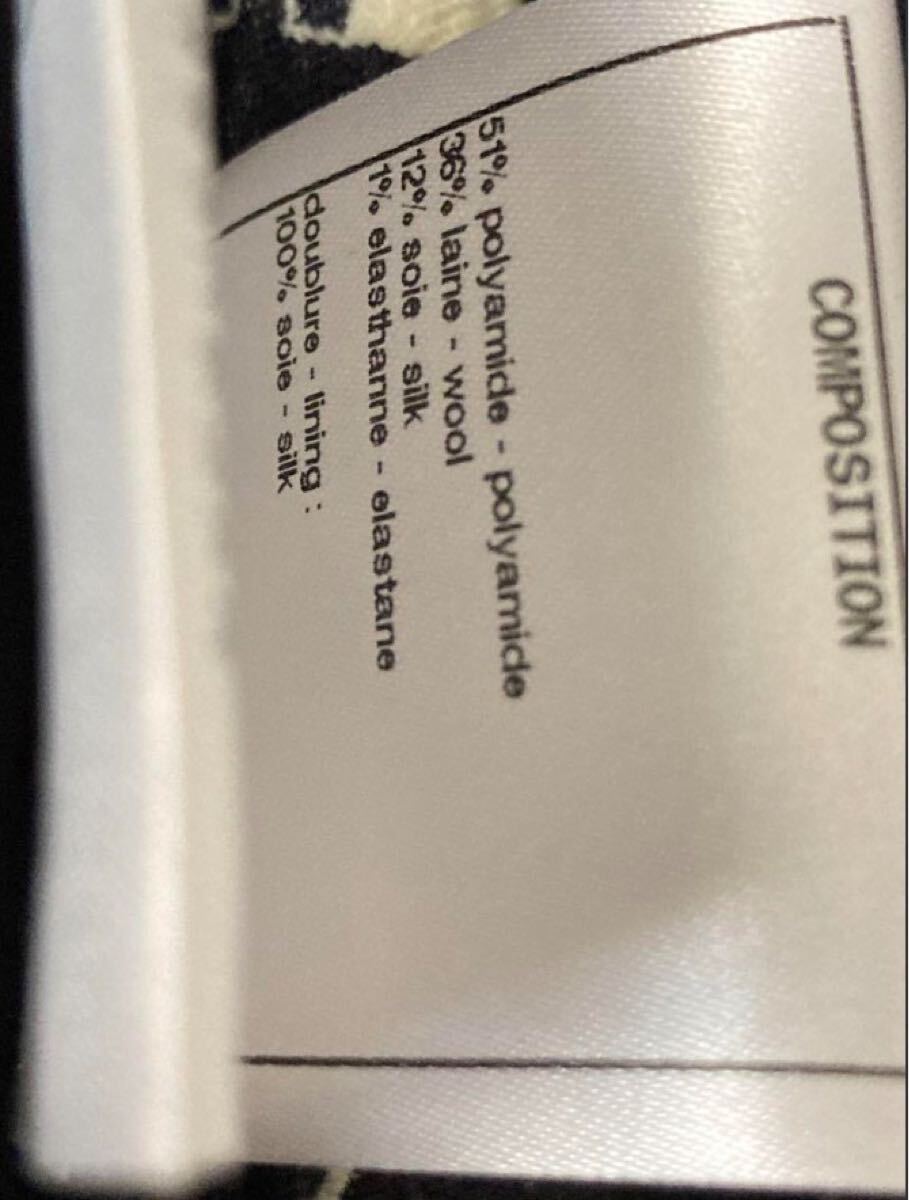 COMPOSITION
51% polyamide - polyamide
36% laine - wool
12% soie - silk
1% elasthanne - elastane
doublure - lining :
100% soie - silk